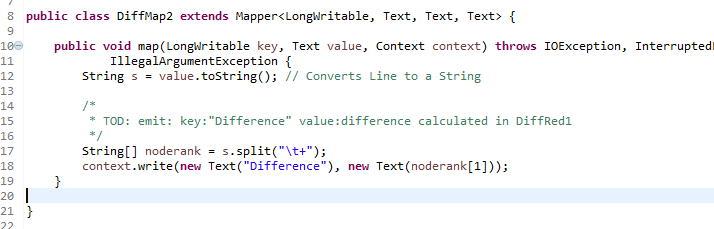 7
8 public class DiffMap2 extends Mapper<LongWritable, Text, Text, Text> {
9
10 public void map(LongWritable key, Text value, Context context) throws IOException, Interrupted
11 IllegalArgumentException {
12 String s = value.toString(); // Converts Line to a String
13
14 /*
15 * TOD: emit: key:"Difference" value:difference calculated in DiffRed1
16 */
17 String[] noderank = s.split("\t+");
18 context.write(new Text("Difference"), new Text(noderank[1]));
19 }
20
21 }
22